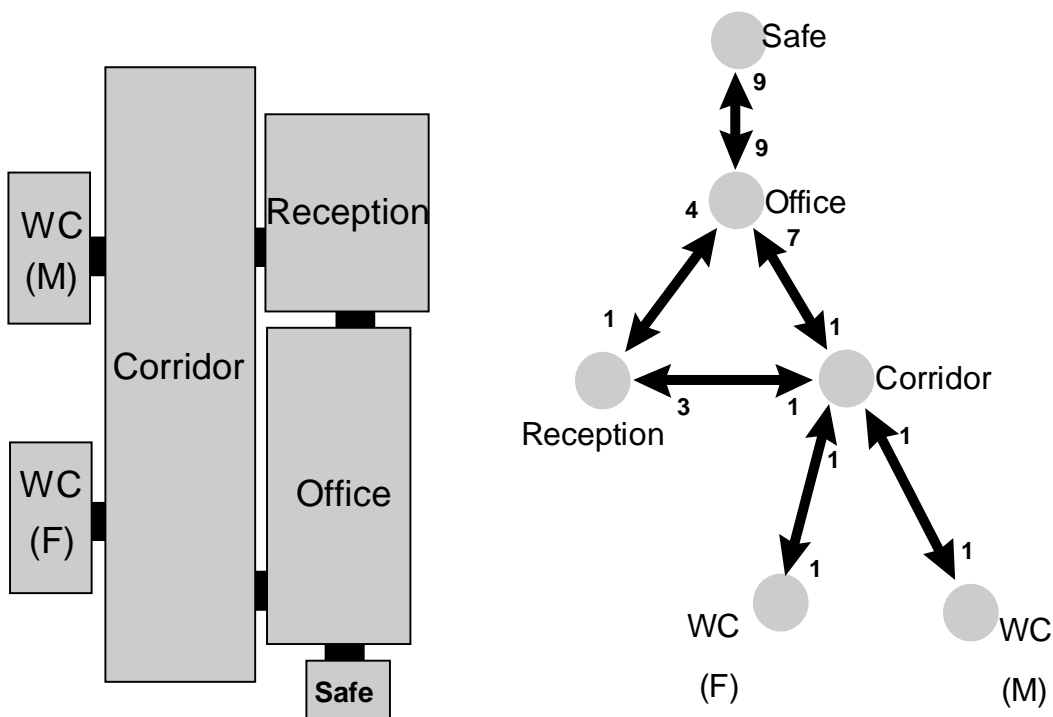 WC
(M)
WC
(F)
Corridor
Reception
Office
Safe
Safe
9
9
Office
4
7
1
1
Corridor
3
1
Reception
1
1
1
1
WC
(F)
WC
(M)